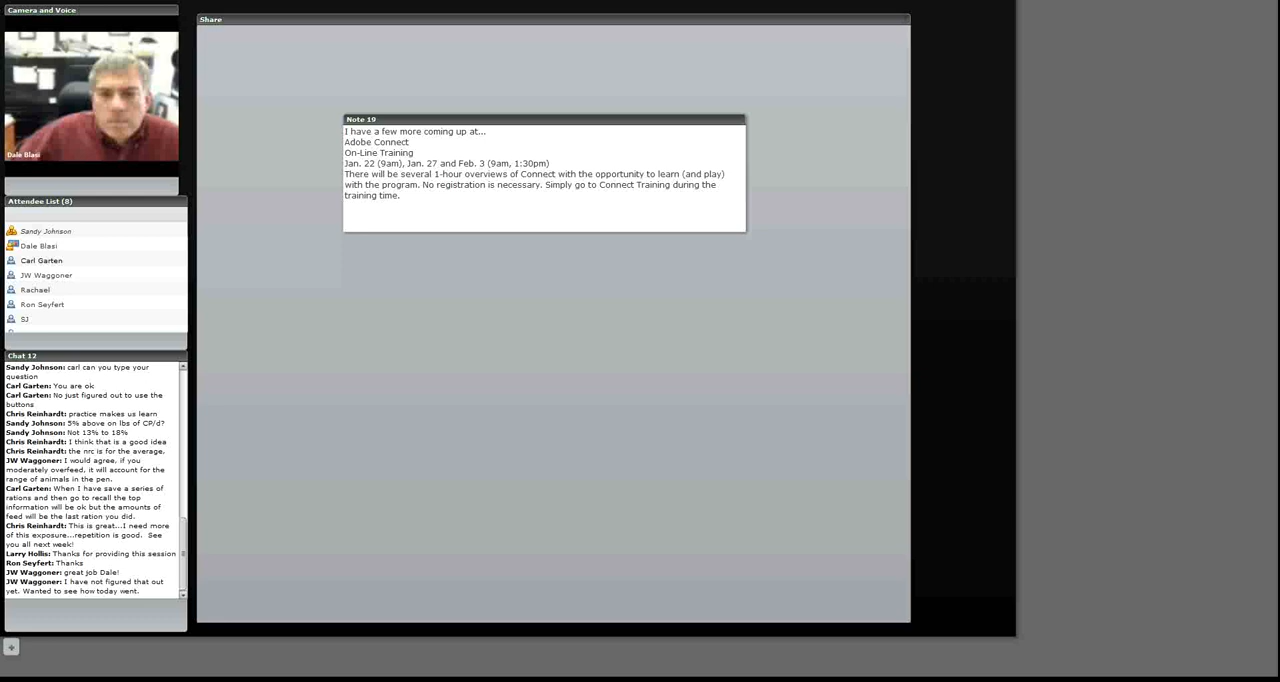 Camera and Voice
Dale Blasi
Attendee List (8)
Sandy Johnson
Dale Blasi
Carl Garten
JW Waggoner
Rachael
Ron Seyfert
SJ
Chat 12
Sandy Johnson: carl can you type your
question
Carl Garten: You are ok
Carl Garten: No just figured out to use the
buttons
Chris Reinhardt: practice makes us learn
Sandy Johnson: 5% above on lbs of CP/d?
Sandy Johnson: Not 13% to 18%
Chris Reinhardt: I think that is a good idea
Chris Reinhardt: the nrc is for the average,
JW Waggoner: I would agree, if you
moderately overfeed, it will account for the
range of animals in the pen.
Carl Garten: When I have save a series of
rations and then go to recall the top
information will be ok but the amounts of
feed will be the last ration you did.
Chris Reinhardt: This is great...I need more
of this exposure...repetition is good.  See
you all next week!
Larry Hollis: Thanks for providing this session
Ron Seyfert: Thanks
JW Waggoner: great job Dale!
JW Waggoner: I have not figured that out
yet. Wanted to see how today went.
Share
Note 19
I have a few more coming up at...
Adobe Connect
On-Line Training
Jan. 22 (9am), Jan. 27 and Feb. 3 (9am, 1:30pm)
There will be several 1-hour overviews of Connect with the opportunity to learn (and play)
with the program. No registration is necessary. Simply go to Connect Training during the
training time.